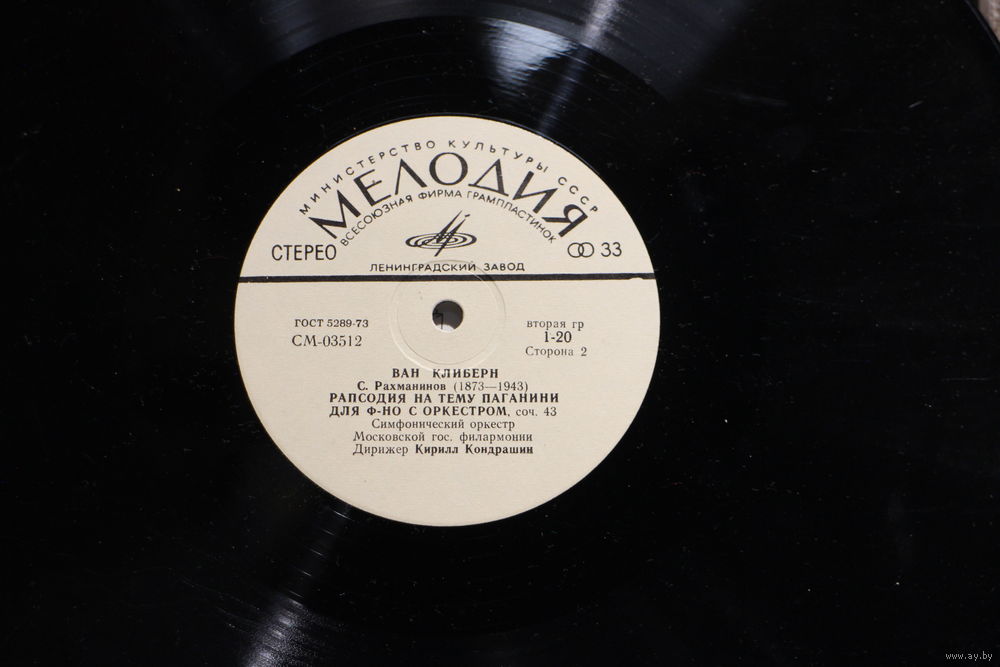 МИНИСТЕРСТВО КУЛЬТУРЫ СССР
МЕЛОДИЯ
ВСЕСОЮЗНАЯ ФИРМА ГРАМПЛАСТИНОК
СТЕРЕО
33
ЛЕНИНГРАДСКИЙ ЗАВОД
ГОСТ 5289-73
СМ-03512
вторая гр
1-20
Сторона 2
ВАН КЛИБЕРН
С. Рахманинов (1873—1943)
РАПСОДИЯ НА ТЕМУ ПАГАНИНИ
ДЛЯ Ф-НО С ОРКЕСТРОМ, соч. 43
Симфонический оркестр
Московской гос. филармонии
Дирижер Кирилл Кондрашин
www.ay.by